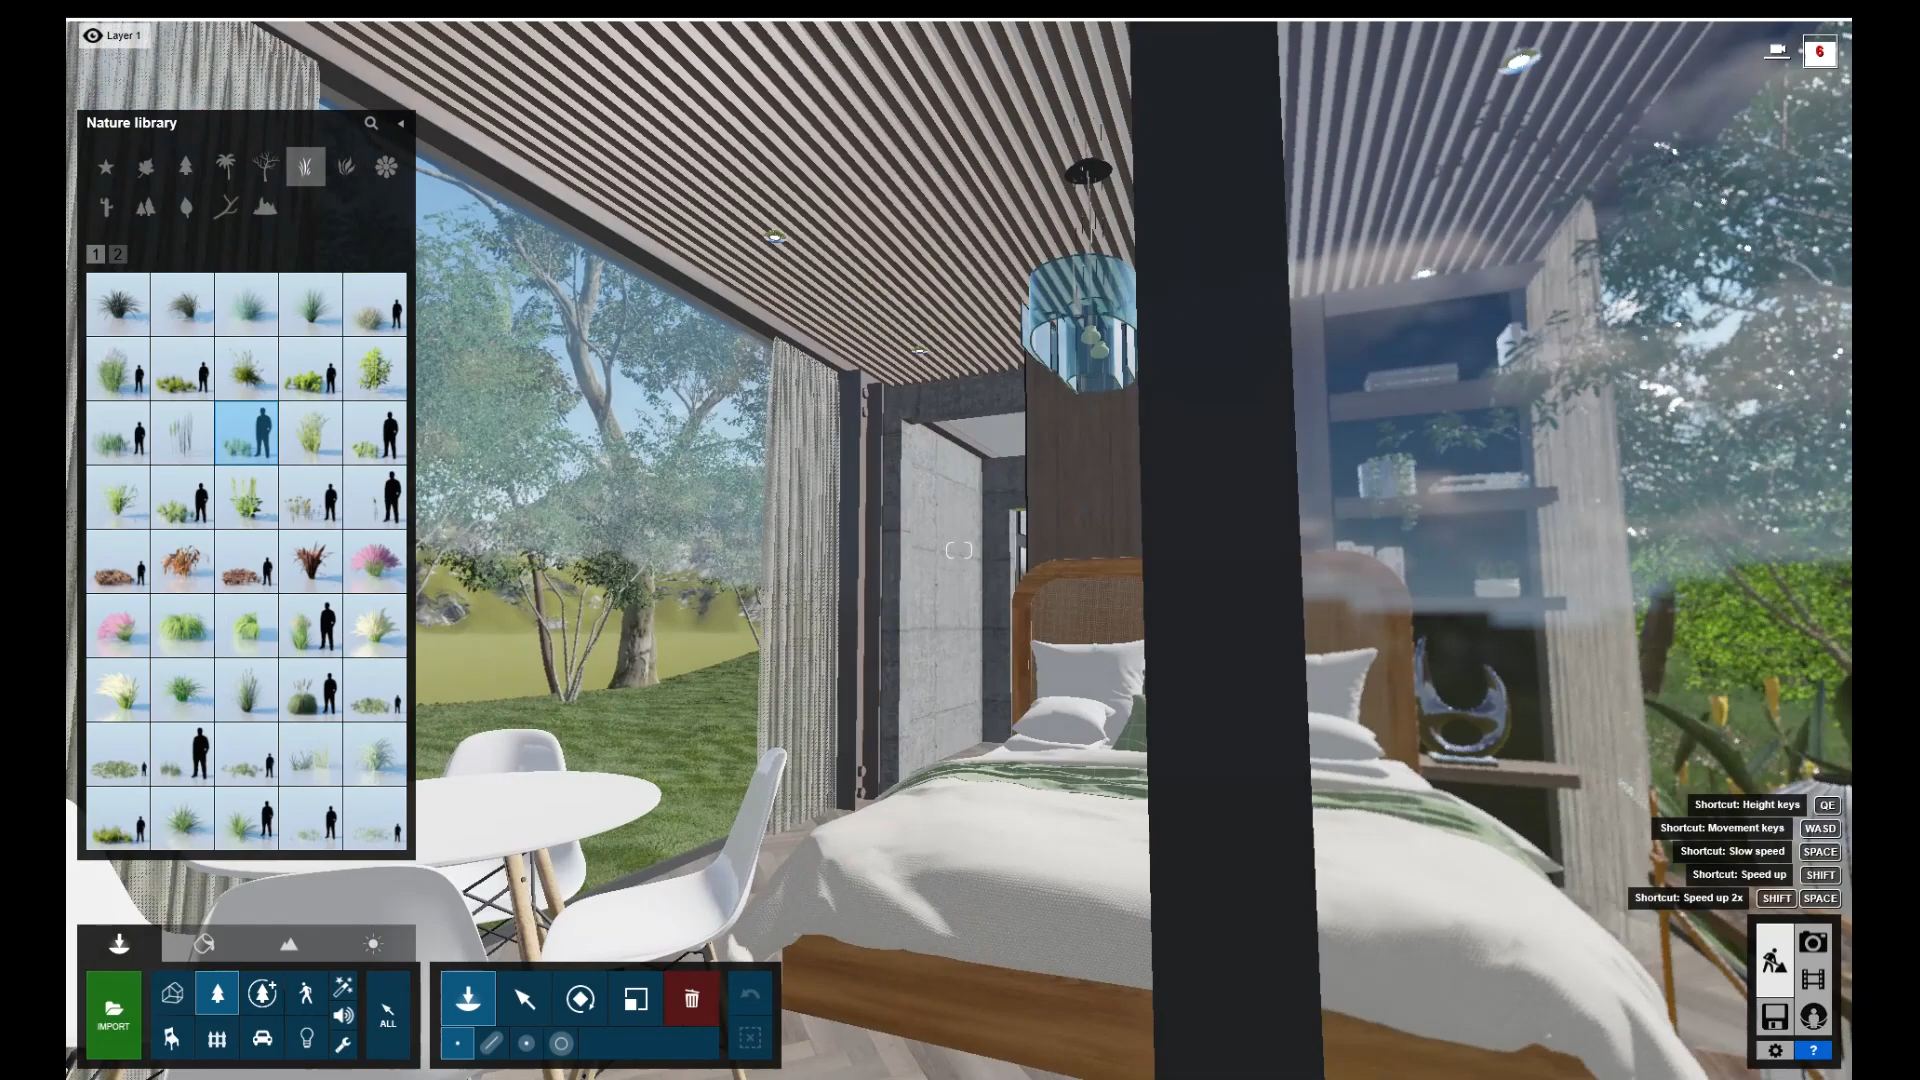 Layer 1
6
Nature library
1 2
Shortcut: Height keys QE
Shortcut: Movement keys WASD
Shortcut: Slow speed SPACE
Shortcut: Speed up SHIFT
Shortcut: Speed up 2x SHIFT SPACE
IMPORT
ALL
?